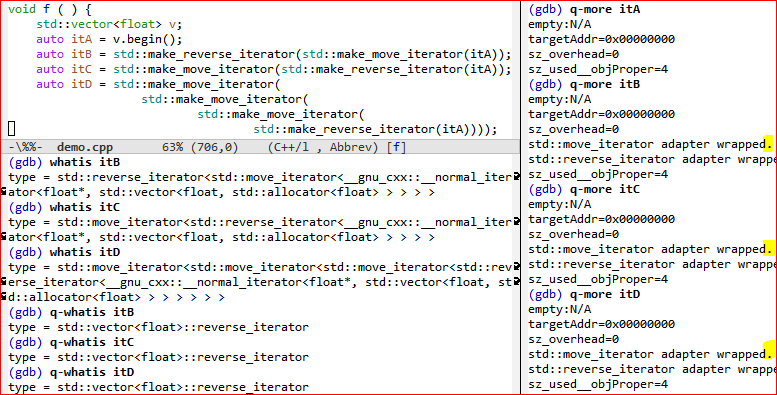 void f ( ) {
std::vector<float> v;
auto itA = v.begin();
auto itB = std::make_reverse_iterator(std::make_move_iterator(itA));
auto itC = std::make_move_iterator(std::make_reverse_iterator(itA));
auto itD = std::make_move_iterator(
std::make_move_iterator(
std::make_move_iterator(
std::make_reverse_iterator(itA))));
-\%%- demo.cpp 63% (706,0) (C++/l , Abbrev) [f]
(gdb) whatis itB
type = std::reverse_iterator<std::move_iterator<__gnu_cxx::__normal_iter
ator<float*, std::vector<float, std::allocator<float> > > > >
(gdb) whatis itC
type = std::move_iterator<std::reverse_iterator<__gnu_cxx::__normal_iter
ator<float*, std::vector<float, std::allocator<float> > > > >
(gdb) whatis itD
type = std::move_iterator<std::move_iterator<std::move_iterator<std::rev
erse_iterator<__gnu_cxx::__normal_iterator<float*, std::vector<float, st
d::allocator<float> > > > > > >
(gdb) q-whatis itB
type = std::vector<float>::reverse_iterator
(gdb) q-whatis itC
type = std::vector<float>::reverse_iterator
(gdb) q-whatis itD
type = std::vector<float>::reverse_iterator
(gdb) q-more itA
empty:N/A
targetAddr=0x00000000
sz_overhead=0
sz_used__objProper=4
(gdb) q-more itB
empty:N/A
targetAddr=0x00000000
sz_overhead=0
std::move_iterator adapter wrapped.
std::reverse_iterator adapter wrappe
sz_used__objProper=4
(gdb) q-more itC
empty:N/A
targetAddr=0x00000000
sz_overhead=0
std::move_iterator adapter wrapped.
std::reverse_iterator adapter wrappe
sz_used__objProper=4
(gdb) q-more itD
empty:N/A
targetAddr=0x00000000
sz_overhead=0
std::move_iterator adapter wrapped.
std::reverse_iterator adapter wrappe
sz_used__objProper=4